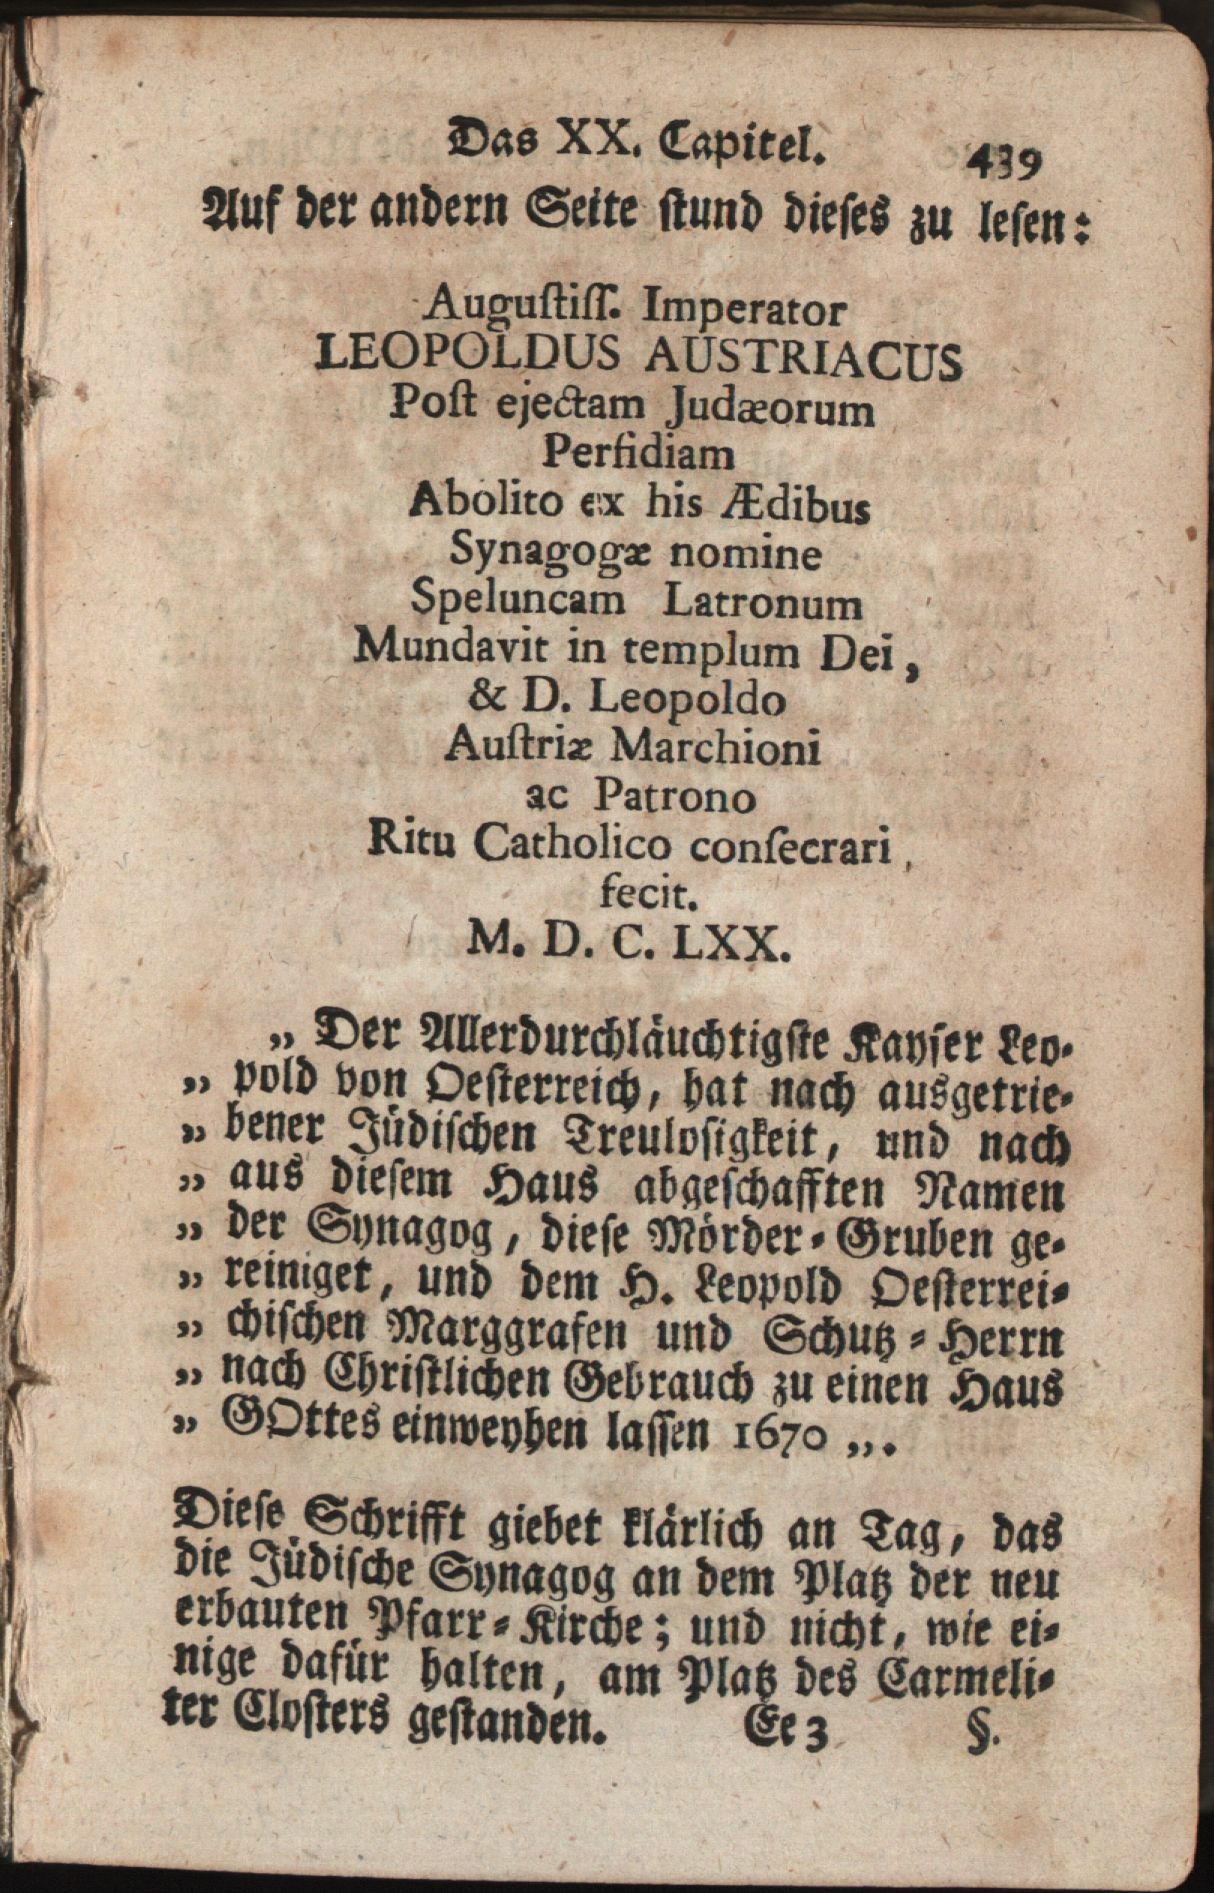 Das XX. Capitel. 439
Auf der andern Seite ſtund dieſes zu leſen:
Auguſtiſſ. Imperator
LEOPOLDUS AUSTRIACUS
Poſt ejectam Judæorum
Perfidiam
Abolito ex his Ædibus
Synagogæ nomine
Speluncam Latronum
Mundavit in templum Dei,
& D. Leopoldo
Auſtriæ Marchioni
ac Patrono
Ritu Catholico conſecrari
fecit.
M. D. C. LXX.
„ Der Allerdurchläuchtigſte Kayſer Leo-
„ pold von Oeſterreich, hat nach ausgetrie-
„ bener Jüdiſchen Treuloſigkeit, und nach
„ aus dieſem Haus abgeſchafften Namen
„ der Synagog, dieſe Mörder-Gruben ge-
„ reiniget, und dem H. Leopold Oeſterrei-
„ chiſchen Marggrafen und Schutz-Herrn
„ nach Chriſtlichen Gebrauch zu einen Haus
„ GOttes einweyhen laſſen 1670 „.
Dieſe Schrifft giebet klärlich an Tag, das
die Jüdiſche Synagog an dem Platz der neu
erbauten Pfarr-Kirche; und nicht, wie ei-
nige dafür halten, am Platz des Carmeli-
ter Cloſters geſtanden. Ee 3 §.